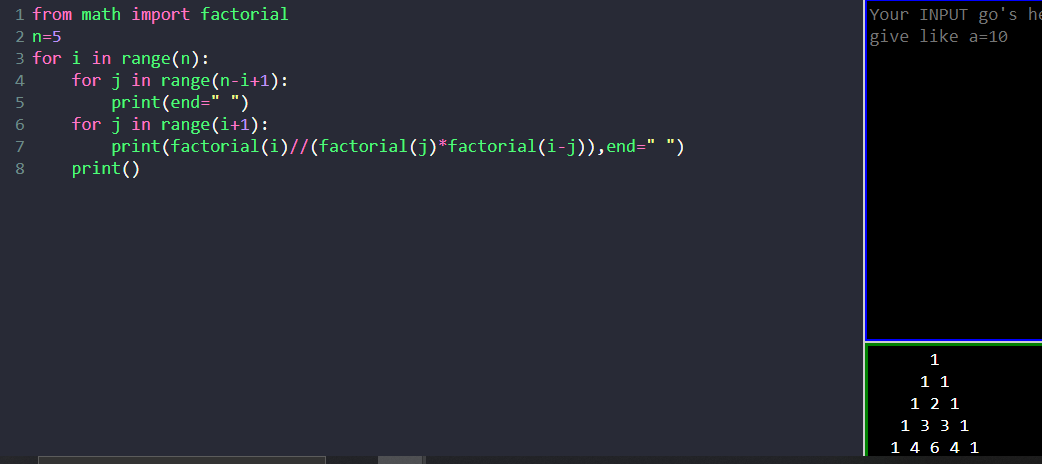 1 from math import factorial
2 n=5
3 for i in range(n):
4     for j in range(n-i+1):
5         print(end=" ")
6     for j in range(i+1):
7         print(factorial(i)//(factorial(j)*factorial(i-j)),end=" ")
8     print()
Your INPUT go's
give like a=10
      1
     1 1
    1 2 1
   1 3 3 1
  1 4 6 4 1